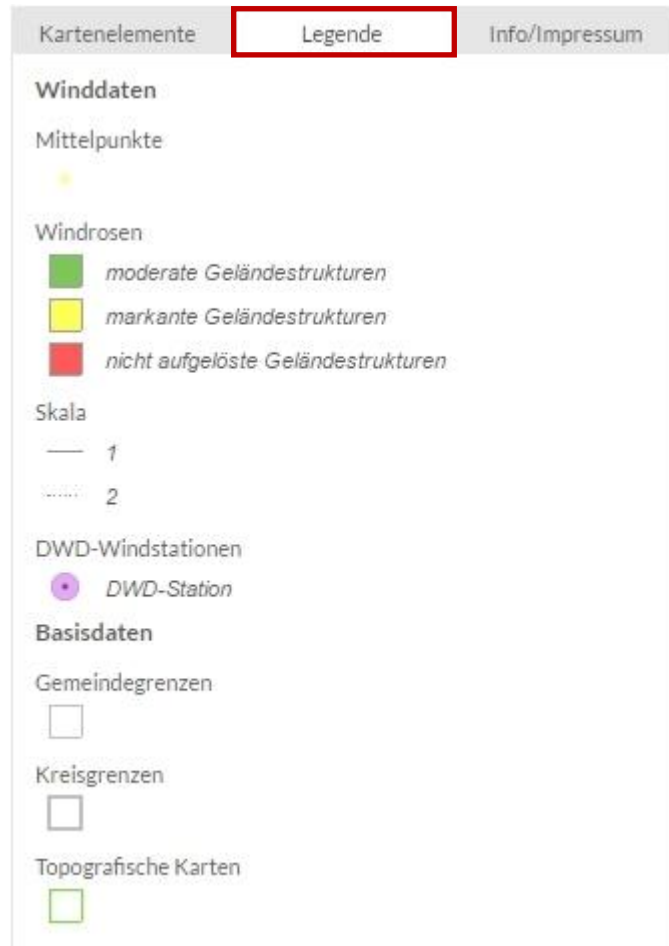 Kartenelemente Legende Info/Impressum
Winddaten
Mittelpunkte
Windrosen
moderate Geländestrukturen
markante Geländestrukturen
nicht aufgelöste Geländestrukturen
Skala
1
2
DWD-Windstationen
DWD-Station
Basisdaten
Gemeindegrenzen
Kreisgrenzen
Topografische Karten